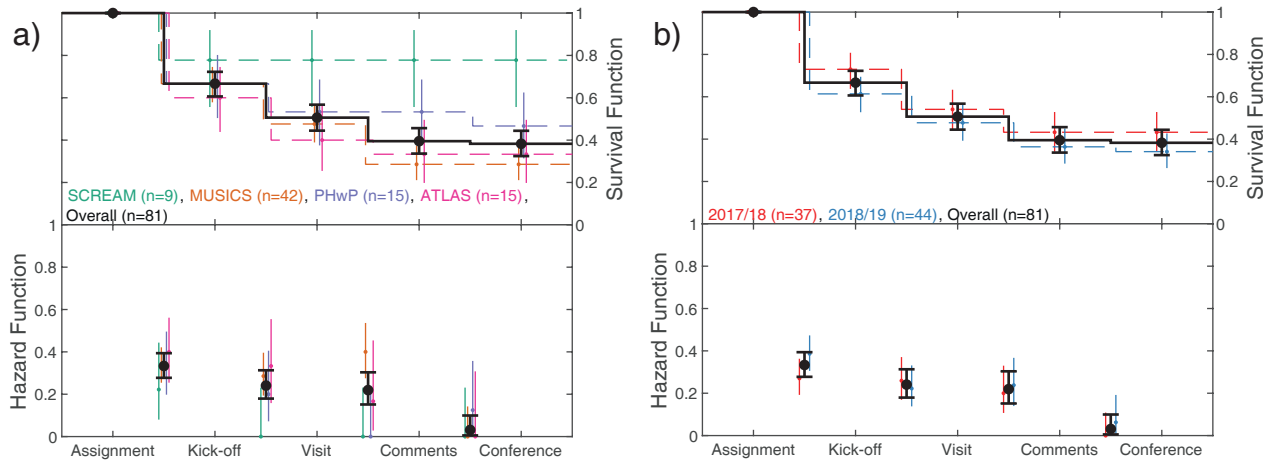 a)
1
0.8
0.6
0.4
0.2
0
Survival Function
SCREAM (n=9), MUSICS (n=42), PHwP (n=15), ATLAS (n=15),
Overall (n=81)
1
0.8
0.6
0.4
0.2
0
Hazard Function
Assignment Kick-off Visit Comments Conference
b)
1
0.8
0.6
0.4
0.2
0
Survival Function
2017/18 (n=37), 2018/19 (n=44), Overall (n=81)
1
0.8
0.6
0.4
0.2
0
Hazard Function
Assignment Kick-off Visit Comments Conference